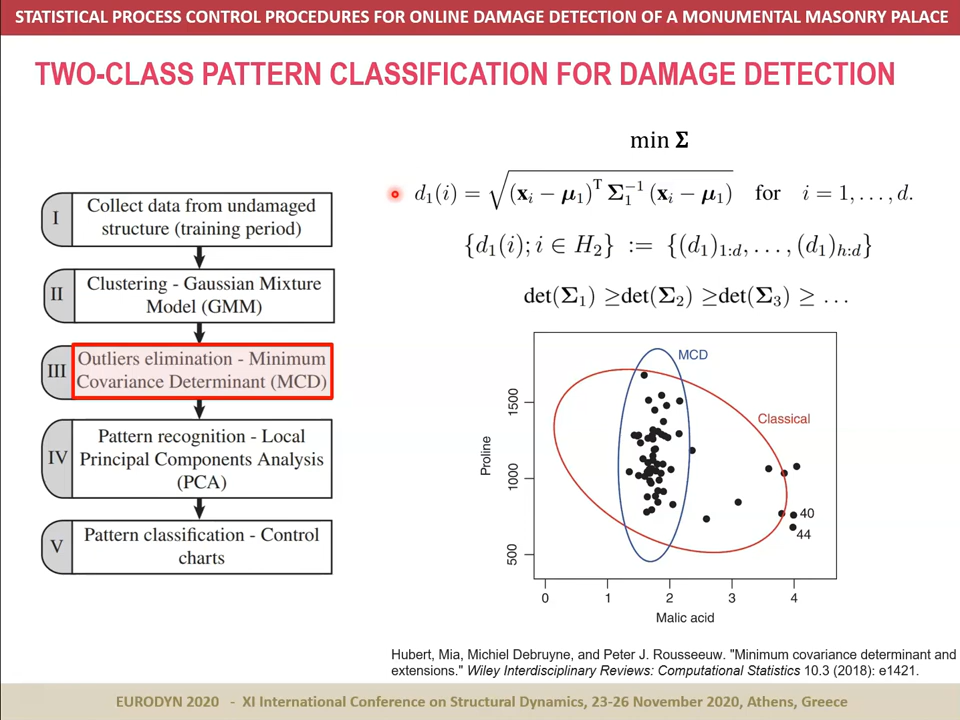 STATISTICAL PROCESS CONTROL PROCEDURES FOR ONLINE DAMAGE DETECTION OF A MONUMENTAL MASONRY PALACE
TWO-CLASS PATTERN CLASSIFICATION FOR DAMAGE DETECTION
I
Collect data from undamaged
structure (training period)
II
Clustering - Gaussian Mixture
Model (GMM)
III
Outliers elimination - Minimum
Covariance Determinant (MCD)
IV
Pattern recognition - Local
Principal Components Analysis
(PCA)
V
Pattern classification - Control
charts
min Σ
d₁(i) = √((xᵢ − μ₁)ᵀ Σ₁⁻¹ (xᵢ − μ₁)) for i = 1, . . . , d.
{d₁(i); i ∈ H₂} := {(d₁)₁:d, . . . , (d₁)h:d}
det(Σ₁) ≥det(Σ₂) ≥det(Σ₃) ≥ . . .
MCD
Classical
40
44
Proline
1500
1000
500
0 1 2 3 4
Malic acid
Hubert, Mia, Michiel Debruyne, and Peter J. Rousseeuw. "Minimum covariance determinant and
extensions." Wiley Interdisciplinary Reviews: Computational Statistics 10.3 (2018): e1421.
EURODYN 2020 - XI International Conference on Structural Dynamics, 23-26 November 2020, Athens, Greece